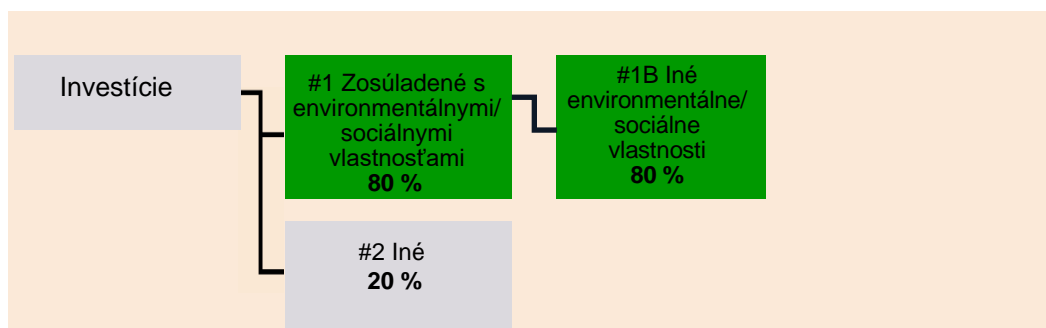 Investície
#1 Zosúladené s
environmentálnymi/
sociálnymi
vlastnosťami
80 %
#1B Iné
environmentálne/
sociálne
vlastnosti
80 %
#2 Iné
20 %